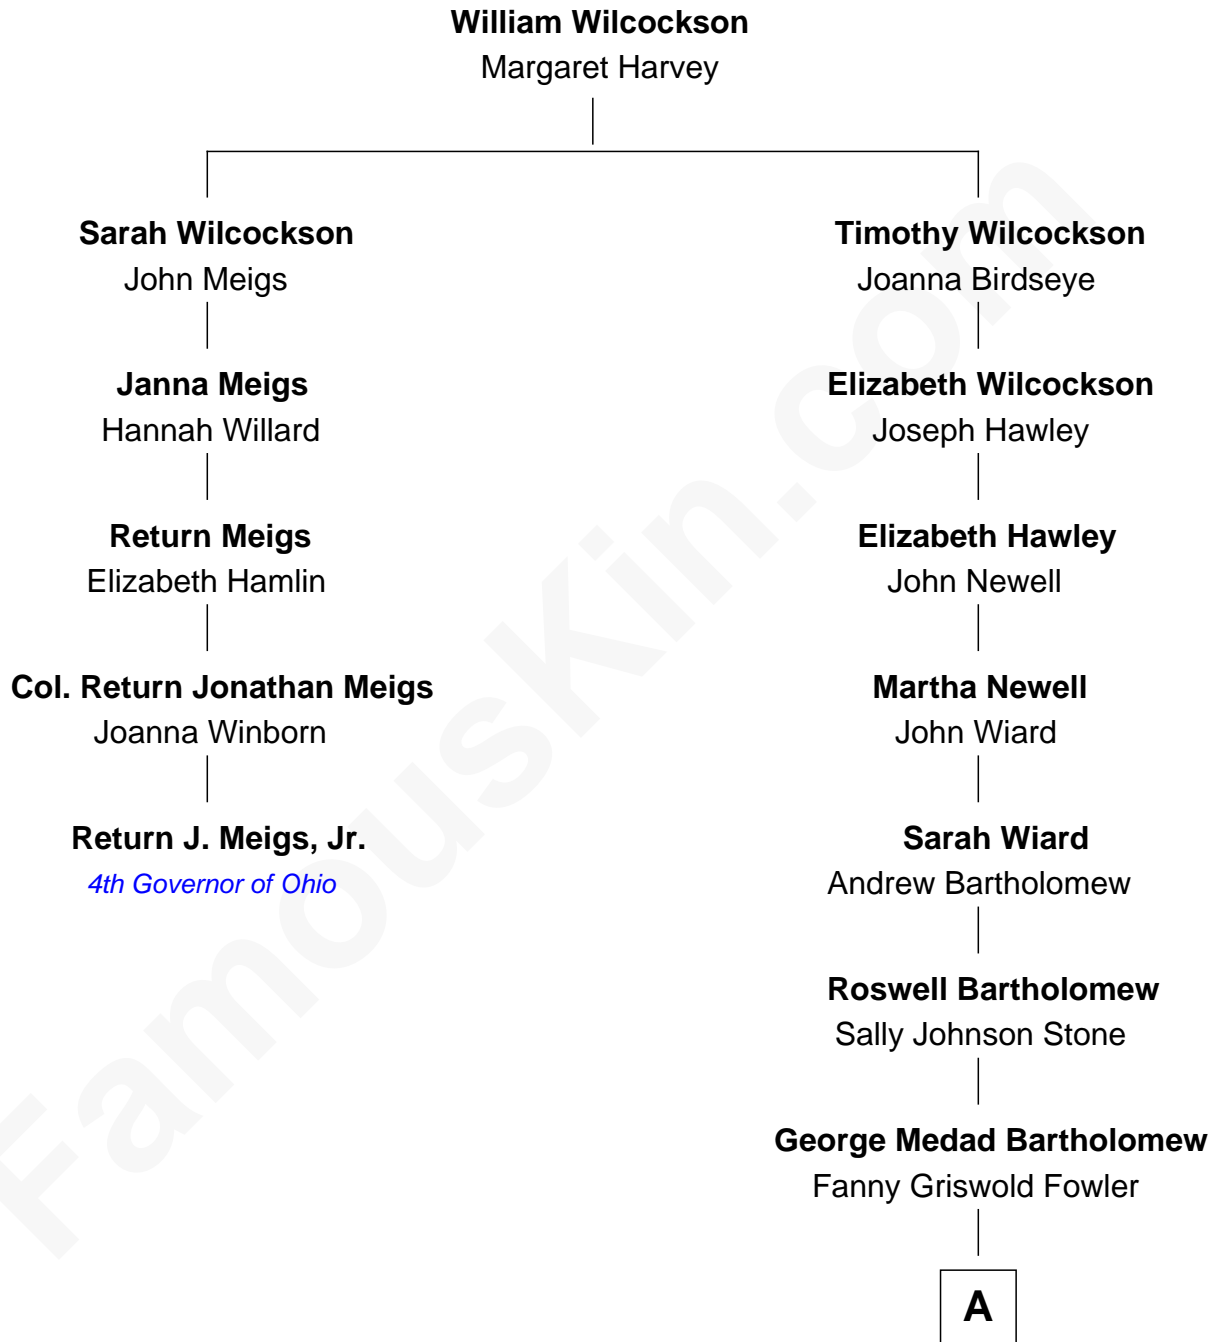 William Wilcockson
Margaret Harvey
Sarah Wilcockson
John Meigs
Timothy Wilcockson
Joanna Birdseye
Janna Meigs
Hannah Willard
Elizabeth Wilcockson
Joseph Hawley
Return Meigs
Elizabeth Hamlin
Elizabeth Hawley
John Newell
Col. Return Jonathan Meigs
Joanna Winborn
Martha Newell
John Wiard
Return J. Meigs, Jr.
4th Governor of Ohio
Sarah Wiard
Andrew Bartholomew
Roswell Bartholomew
Sally Johnson Stone
George Medad Bartholomew
Fanny Griswold Fowler
A
FamousKin.com